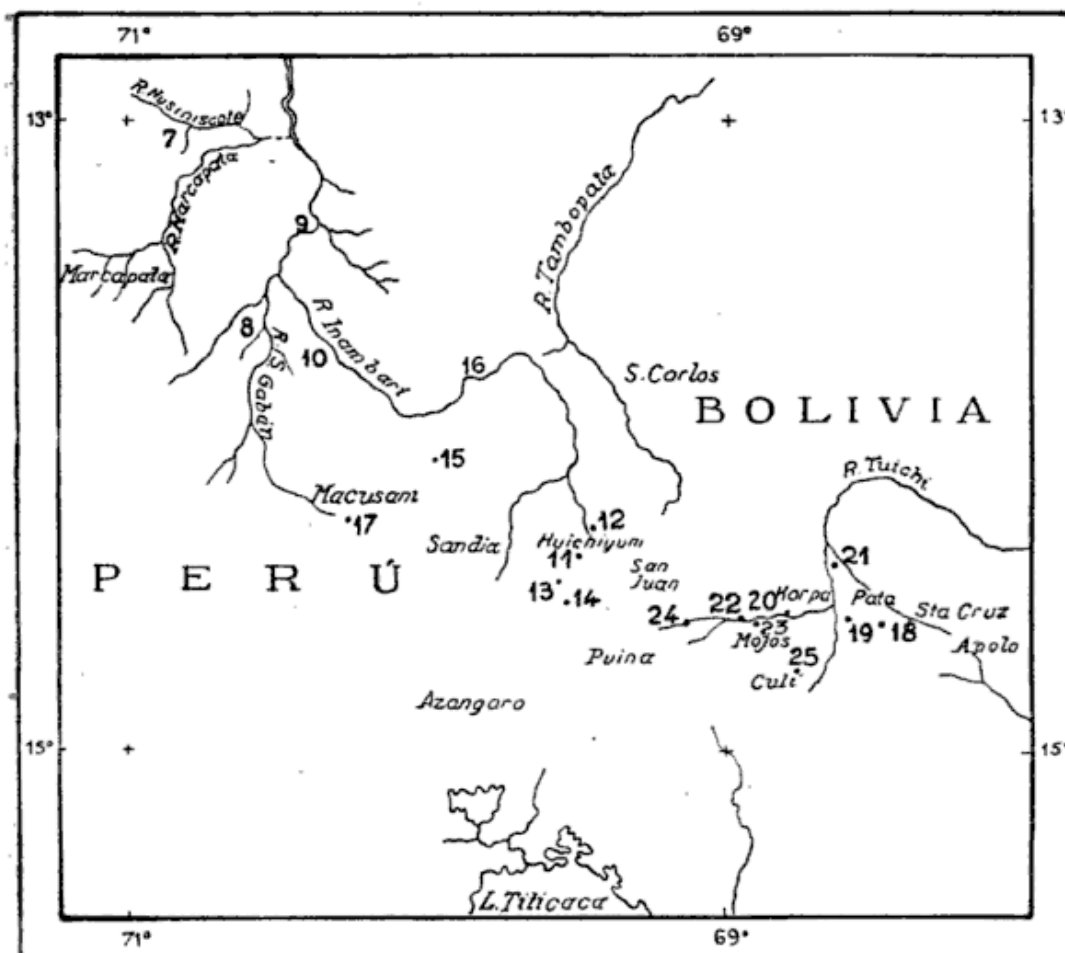 71° 69°
13° 13°
R. Nusiniscate
7
R. Marcapata
9
Marcapata
R. Tambopata
8
R. S. Gabán
10
R. Inambari
16
S. Carlos
BOLIVIA
15
R. Tuichi
Macusani
17
12
Sandia
Huichiyuni
11
21
PERÚ
San
Juan
13
14
24
22
20
Korpa
Pata
Sta Cruz
23
Mojos
19
18
Apolo
Puina
25
Culi
Azangaro
15° 15°
L. Titicaca
71° 69°